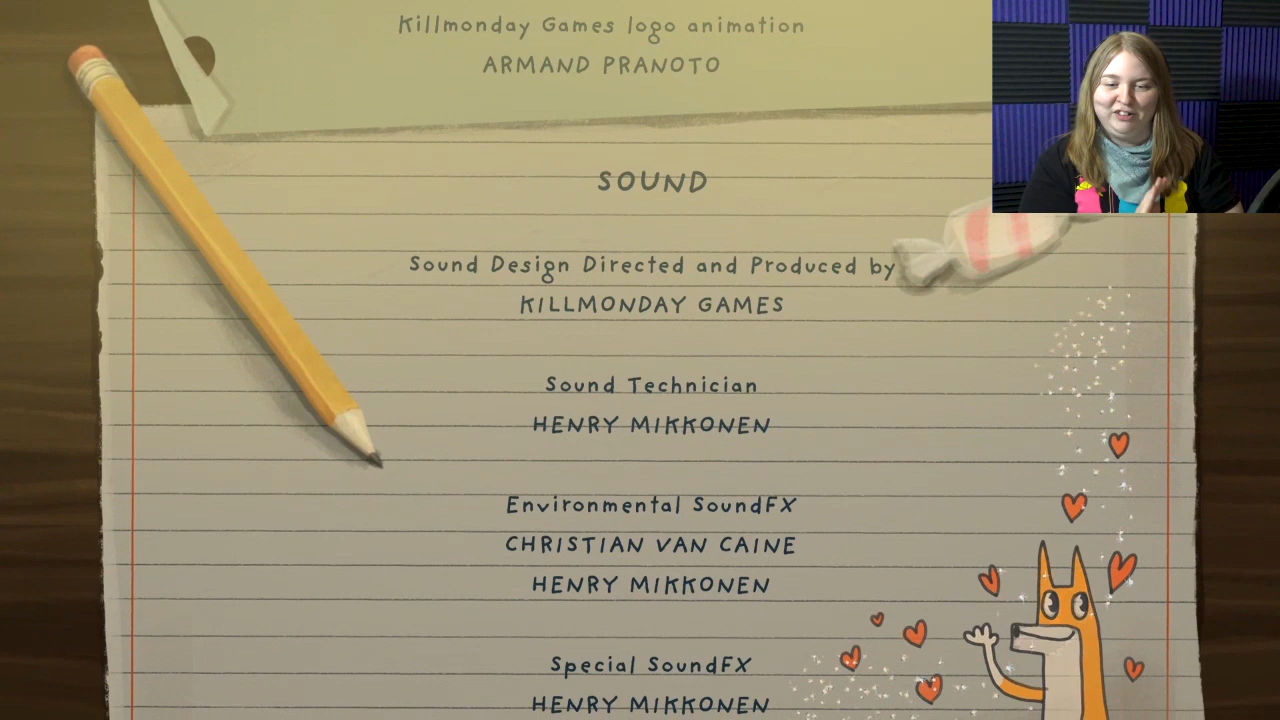 Killmonday Games logo animation
ARMAND PRANOTO
SOUND
Sound Design Directed and Produced by
KILLMONDAY GAMES
Sound Technician
HENRY MIKKONEN
Environmental SoundFX
CHRISTIAN VAN CAINE
HENRY MIKKONEN
Special SoundFX
HENRY MIKKONEN